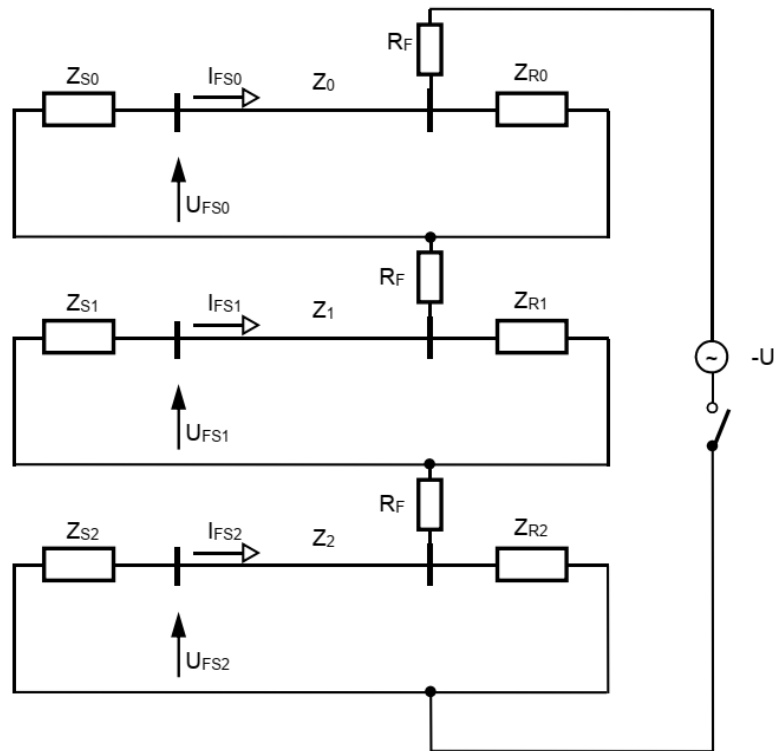 RF
ZS0 IFS0 Z0 ZR0
UFS0
RF
ZS1 IFS1 Z1 ZR1
~ -U
UFS1
RF
ZS2 IFS2 Z2 ZR2
UFS2